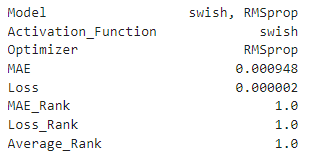 Model swish, RMSprop
Activation_Function swish
Optimizer RMSprop
MAE 0.000948
Loss 0.000002
MAE_Rank 1.0
Loss_Rank 1.0
Average_Rank 1.0